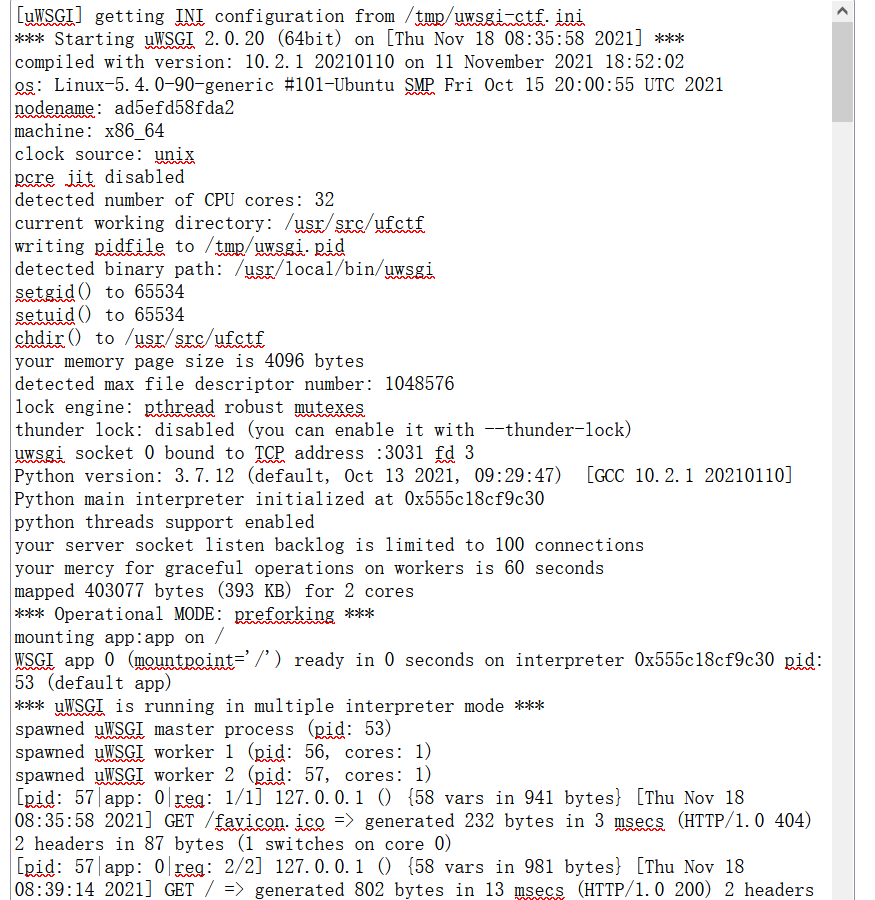 [uWSGI] getting INI configuration from /tmp/uwsgi-ctf.ini
*** Starting uWSGI 2.0.20 (64bit) on [Thu Nov 18 08:35:58 2021] ***
compiled with version: 10.2.1 20210110 on 11 November 2021 18:52:02
os: Linux-5.4.0-90-generic #101-Ubuntu SMP Fri Oct 15 20:00:55 UTC 2021
nodename: ad5efd58fda2
machine: x86_64
clock source: unix
pcre jit disabled
detected number of CPU cores: 32
current working directory: /usr/src/ufctf
writing pidfile to /tmp/uwsgi.pid
detected binary path: /usr/local/bin/uwsgi
setgid() to 65534
setuid() to 65534
chdir() to /usr/src/ufctf
your memory page size is 4096 bytes
detected max file descriptor number: 1048576
lock engine: pthread robust mutexes
thunder lock: disabled (you can enable it with --thunder-lock)
uwsgi socket 0 bound to TCP address :3031 fd 3
Python version: 3.7.12 (default, Oct 13 2021, 09:29:47)  [GCC 10.2.1 20210110]
Python main interpreter initialized at 0x555c18cf9c30
python threads support enabled
your server socket listen backlog is limited to 100 connections
your mercy for graceful operations on workers is 60 seconds
mapped 403077 bytes (393 KB) for 2 cores
*** Operational MODE: preforking ***
mounting app:app on /
WSGI app 0 (mountpoint='/') ready in 0 seconds on interpreter 0x555c18cf9c30 pid:
53 (default app)
*** uWSGI is running in multiple interpreter mode ***
spawned uWSGI master process (pid: 53)
spawned uWSGI worker 1 (pid: 56, cores: 1)
spawned uWSGI worker 2 (pid: 57, cores: 1)
[pid: 57|app: 0|req: 1/1] 127.0.0.1 () {58 vars in 941 bytes} [Thu Nov 18
08:35:58 2021] GET /favicon.ico => generated 232 bytes in 3 msecs (HTTP/1.0 404)
2 headers in 87 bytes (1 switches on core 0)
[pid: 57|app: 0|req: 2/2] 127.0.0.1 () {58 vars in 981 bytes} [Thu Nov 18
08:39:14 2021] GET / => generated 802 bytes in 13 msecs (HTTP/1.0 200) 2 headers